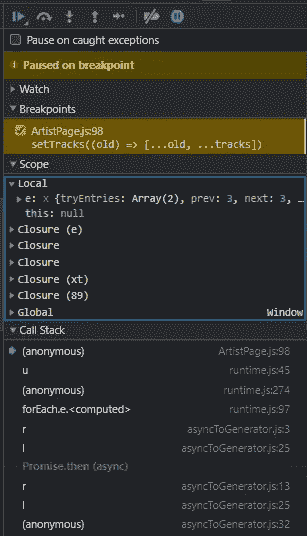 Pause on caught exceptions
Paused on breakpoint
Watch
Breakpoints
ArtistPage.js:98
setTracks((old) => [...old, ...tracks])
Scope
Local
e: x {tryEntries: Array(2), prev: 3, next: 3, …
this: null
Closure (e)
Closure
Closure
Closure (xt)
Closure (89)
Global Window
Call Stack
(anonymous) ArtistPage.js:98
u runtime.js:45
(anonymous) runtime.js:274
forEach.e.<computed> runtime.js:97
r asyncToGenerator.js:3
l asyncToGenerator.js:25
Promise.then (async)
r asyncToGenerator.js:13
l asyncToGenerator.js:25
(anonymous) asyncToGenerator.js:32